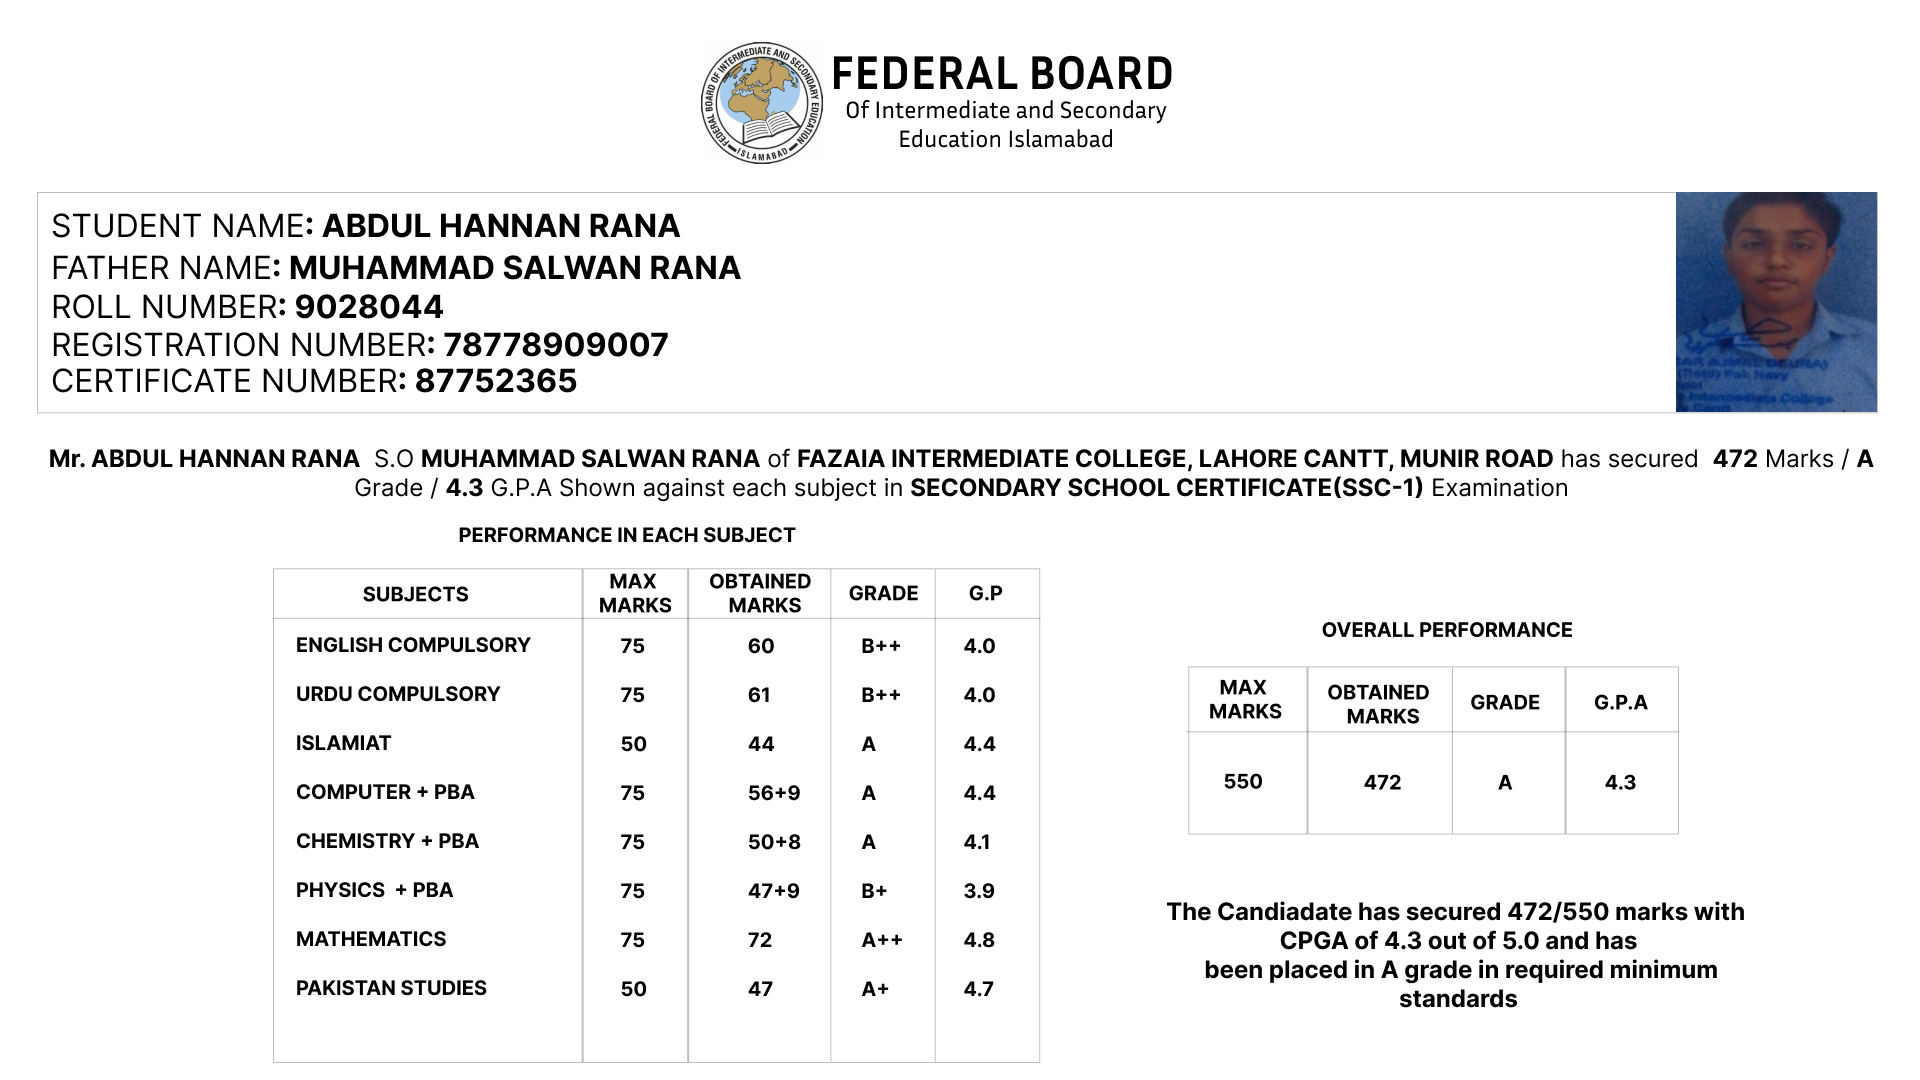 FEDERAL BOARD OF INTERMEDIATE AND SECONDARY EDUCATION
ISLAMABAD
FEDERAL BOARD
Of Intermediate and Secondary
Education Islamabad
STUDENT NAME: ABDUL HANNAN RANA
FATHER NAME: MUHAMMAD SALWAN RANA
ROLL NUMBER: 9028044
REGISTRATION NUMBER: 78778909007
CERTIFICATE NUMBER: 87752365
Pak Navy
Intermediate College
Mr. ABDUL HANNAN RANA S.O MUHAMMAD SALWAN RANA of FAZAIA INTERMEDIATE COLLEGE, LAHORE CANTT, MUNIR ROAD has secured 472 Marks / A
Grade / 4.3 G.P.A Shown against each subject in SECONDARY SCHOOL CERTIFICATE(SSC-1) Examination
PERFORMANCE IN EACH SUBJECT
SUBJECTS MAX MARKS OBTAINED MARKS GRADE G.P
ENGLISH COMPULSORY 75 60 B++ 4.0
URDU COMPULSORY 75 61 B++ 4.0
ISLAMIAT 50 44 A 4.4
COMPUTER + PBA 75 56+9 A 4.4
CHEMISTRY + PBA 75 50+8 A 4.1
PHYSICS + PBA 75 47+9 B+ 3.9
MATHEMATICS 75 72 A++ 4.8
PAKISTAN STUDIES 50 47 A+ 4.7
OVERALL PERFORMANCE
MAX MARKS OBTAINED MARKS GRADE G.P.A
550 472 A 4.3
The Candiadate has secured 472/550 marks with
CPGA of 4.3 out of 5.0 and has
been placed in A grade in required minimum
standards